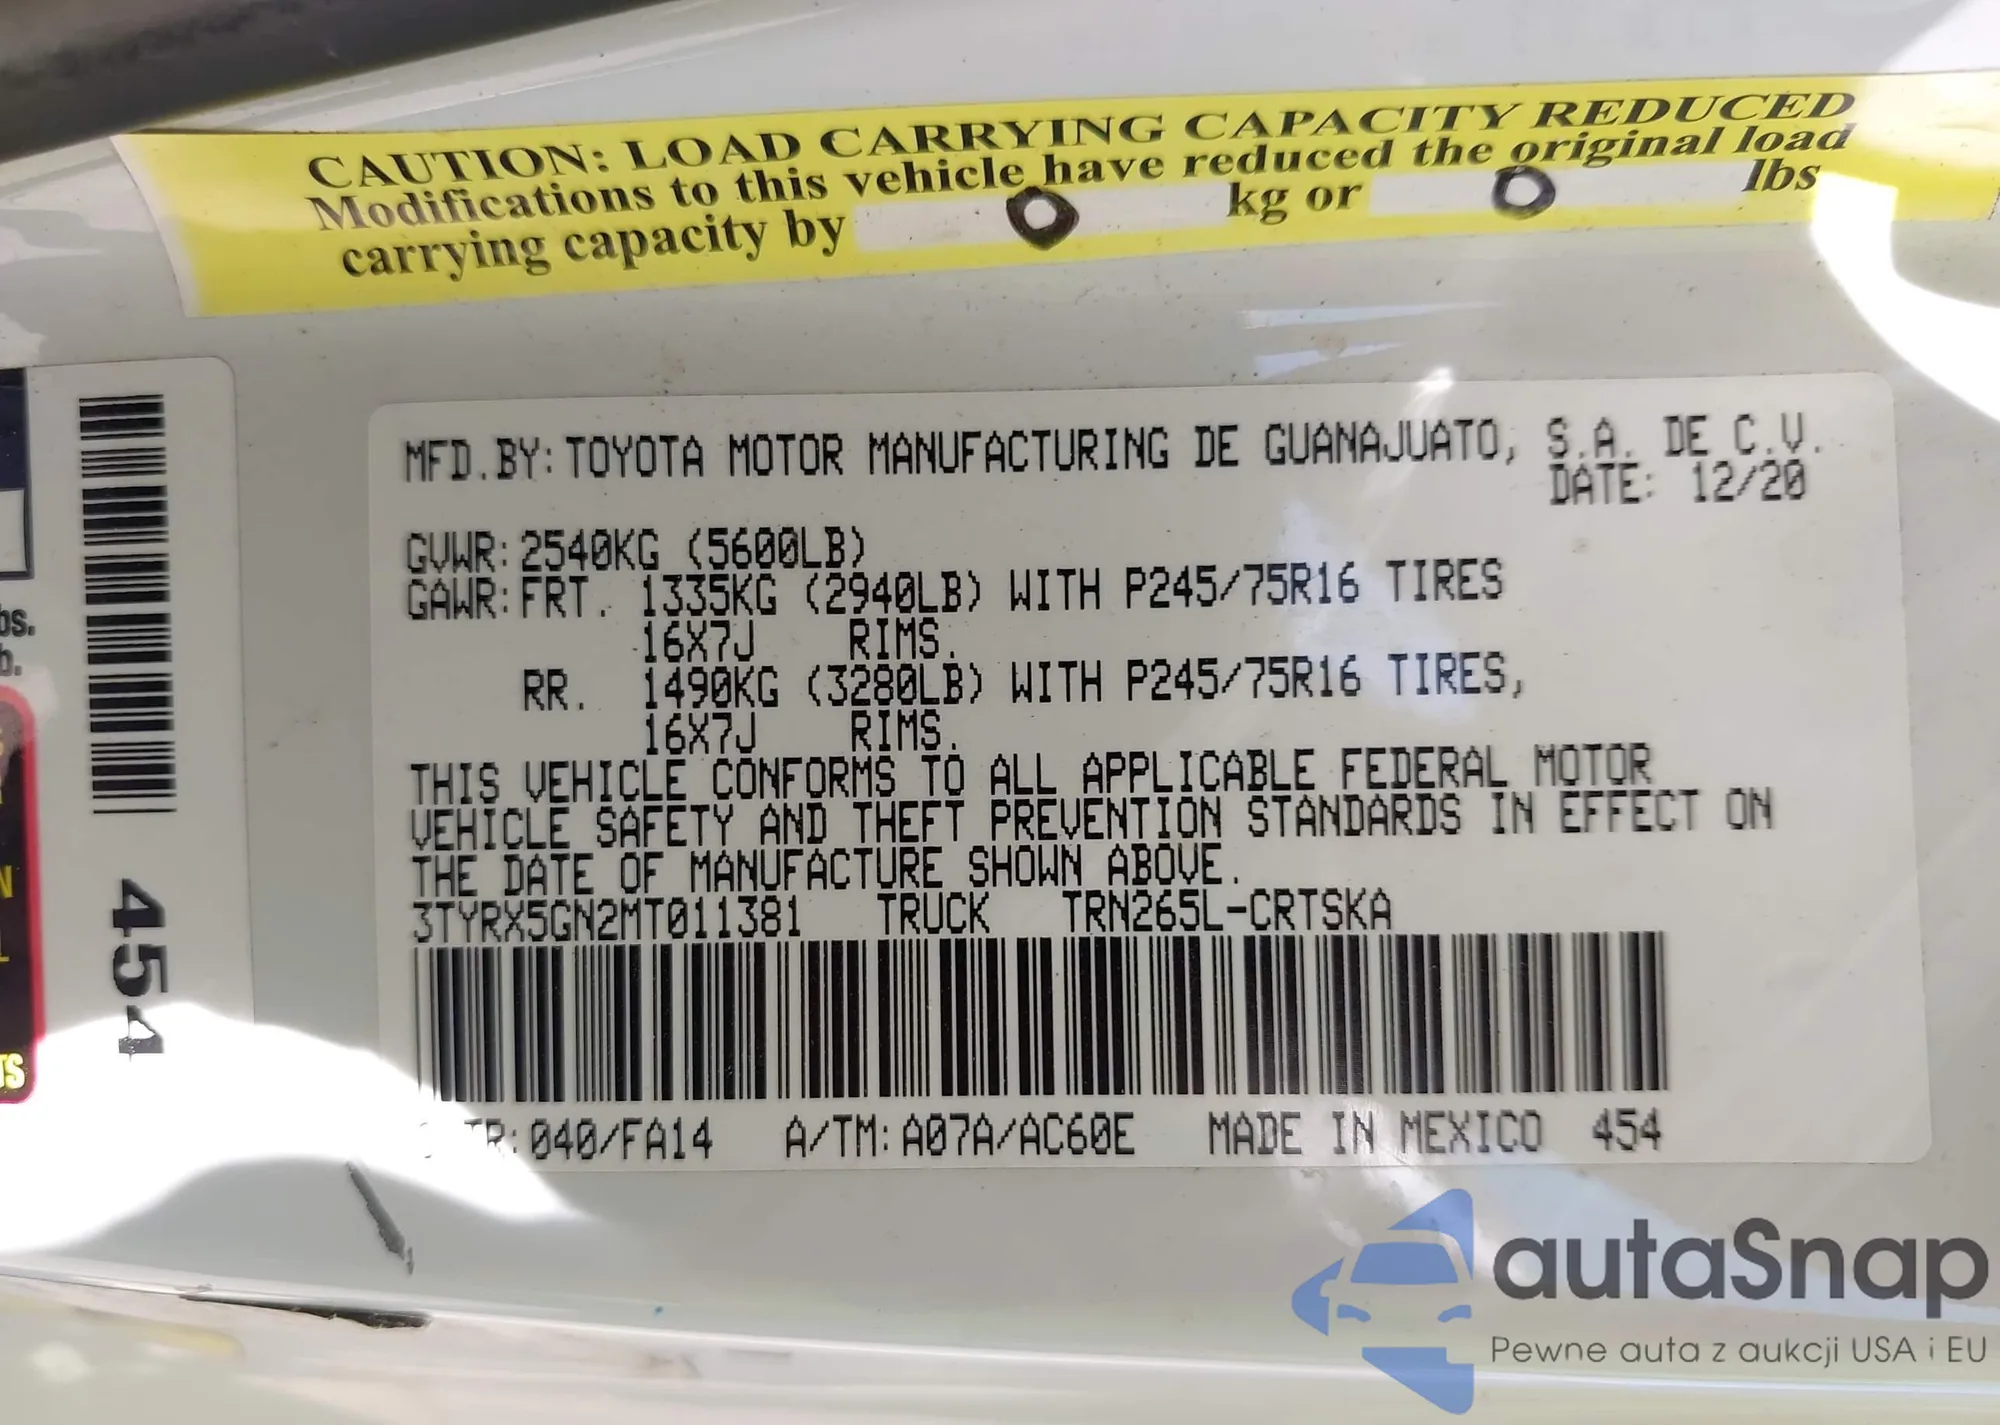 CAUTION: LOAD CARRYING CAPACITY REDUCED
Modifications to this vehicle have reduced the original load
carrying capacity by 0 kg or 0 lbs
MFD.BY: TOYOTA MOTOR MANUFACTURING DE GUANAJUATO, S.A. DE C.V.
DATE: 12/20
GVWR: 2540KG (5600LB)
GAWR: FRT. 1335KG (2940LB) WITH P245/75R16 TIRES
16X7J RIMS.
RR. 1490KG (3280LB) WITH P245/75R16 TIRES,
16X7J RIMS.
THIS VEHICLE CONFORMS TO ALL APPLICABLE FEDERAL MOTOR
VEHICLE SAFETY AND THEFT PREVENTION STANDARDS IN EFFECT ON
THE DATE OF MANUFACTURE SHOWN ABOVE.
3TYRX5GN2MT011381 TRUCK TRN265L-CRTSKA
TR: 040/FA14 A/TM: A07A/AC60E MADE IN MEXICO 454
454
bs.
b.
TS
autaSnap
Pewne auta z aukcji USA i EU